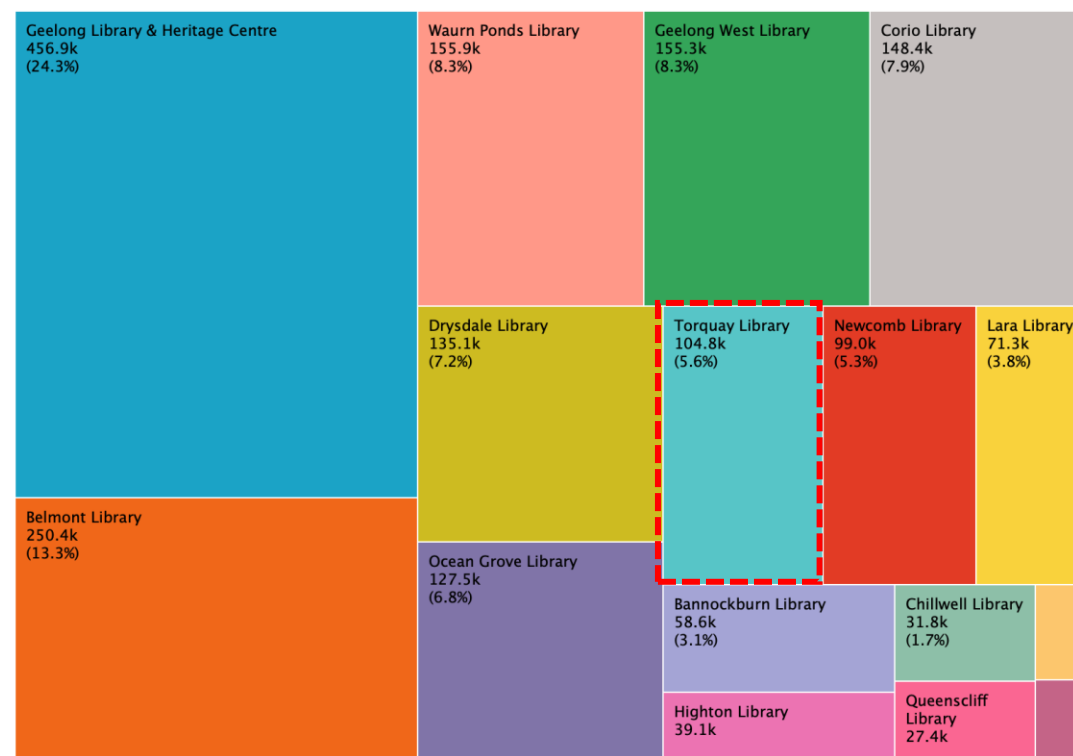 Geelong Library & Heritage Centre
456.9k
(24.3%)
Waurn Ponds Library
155.9k
(8.3%)
Geelong West Library
155.3k
(8.3%)
Corio Library
148.4k
(7.9%)
Drysdale Library
135.1k
(7.2%)
Torquay Library
104.8k
(5.6%)
Newcomb Library
99.0k
(5.3%)
Lara Library
71.3k
(3.8%)
Belmont Library
250.4k
(13.3%)
Ocean Grove Library
127.5k
(6.8%)
Bannockburn Library
58.6k
(3.1%)
Chillwell Library
31.8k
(1.7%)
Highton Library
39.1k
Queenscliff
Library
27.4k